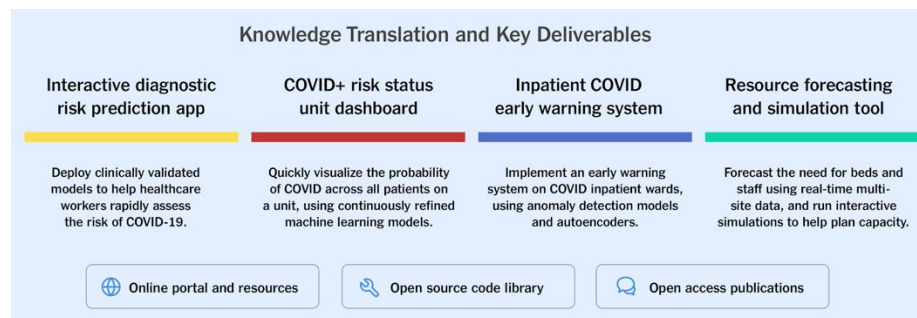 Knowledge Translation and Key Deliverables
Interactive diagnostic
risk prediction app
Deploy clinically validated
models to help healthcare
workers rapidly assess
the risk of COVID-19.
COVID+ risk status
unit dashboard
Quickly visualize the probability
of COVID across all patients on
a unit, using continuously refined
machine learning models.
Inpatient COVID
early warning system
Implement an early warning
system on COVID inpatient wards,
using anomaly detection models
and autoencoders.
Resource forecasting
and simulation tool
Forecast the need for beds and
staff using real-time multi-
site data, and run interactive
simulations to help plan capacity.
Online portal and resources
Open source code library
Open access publications